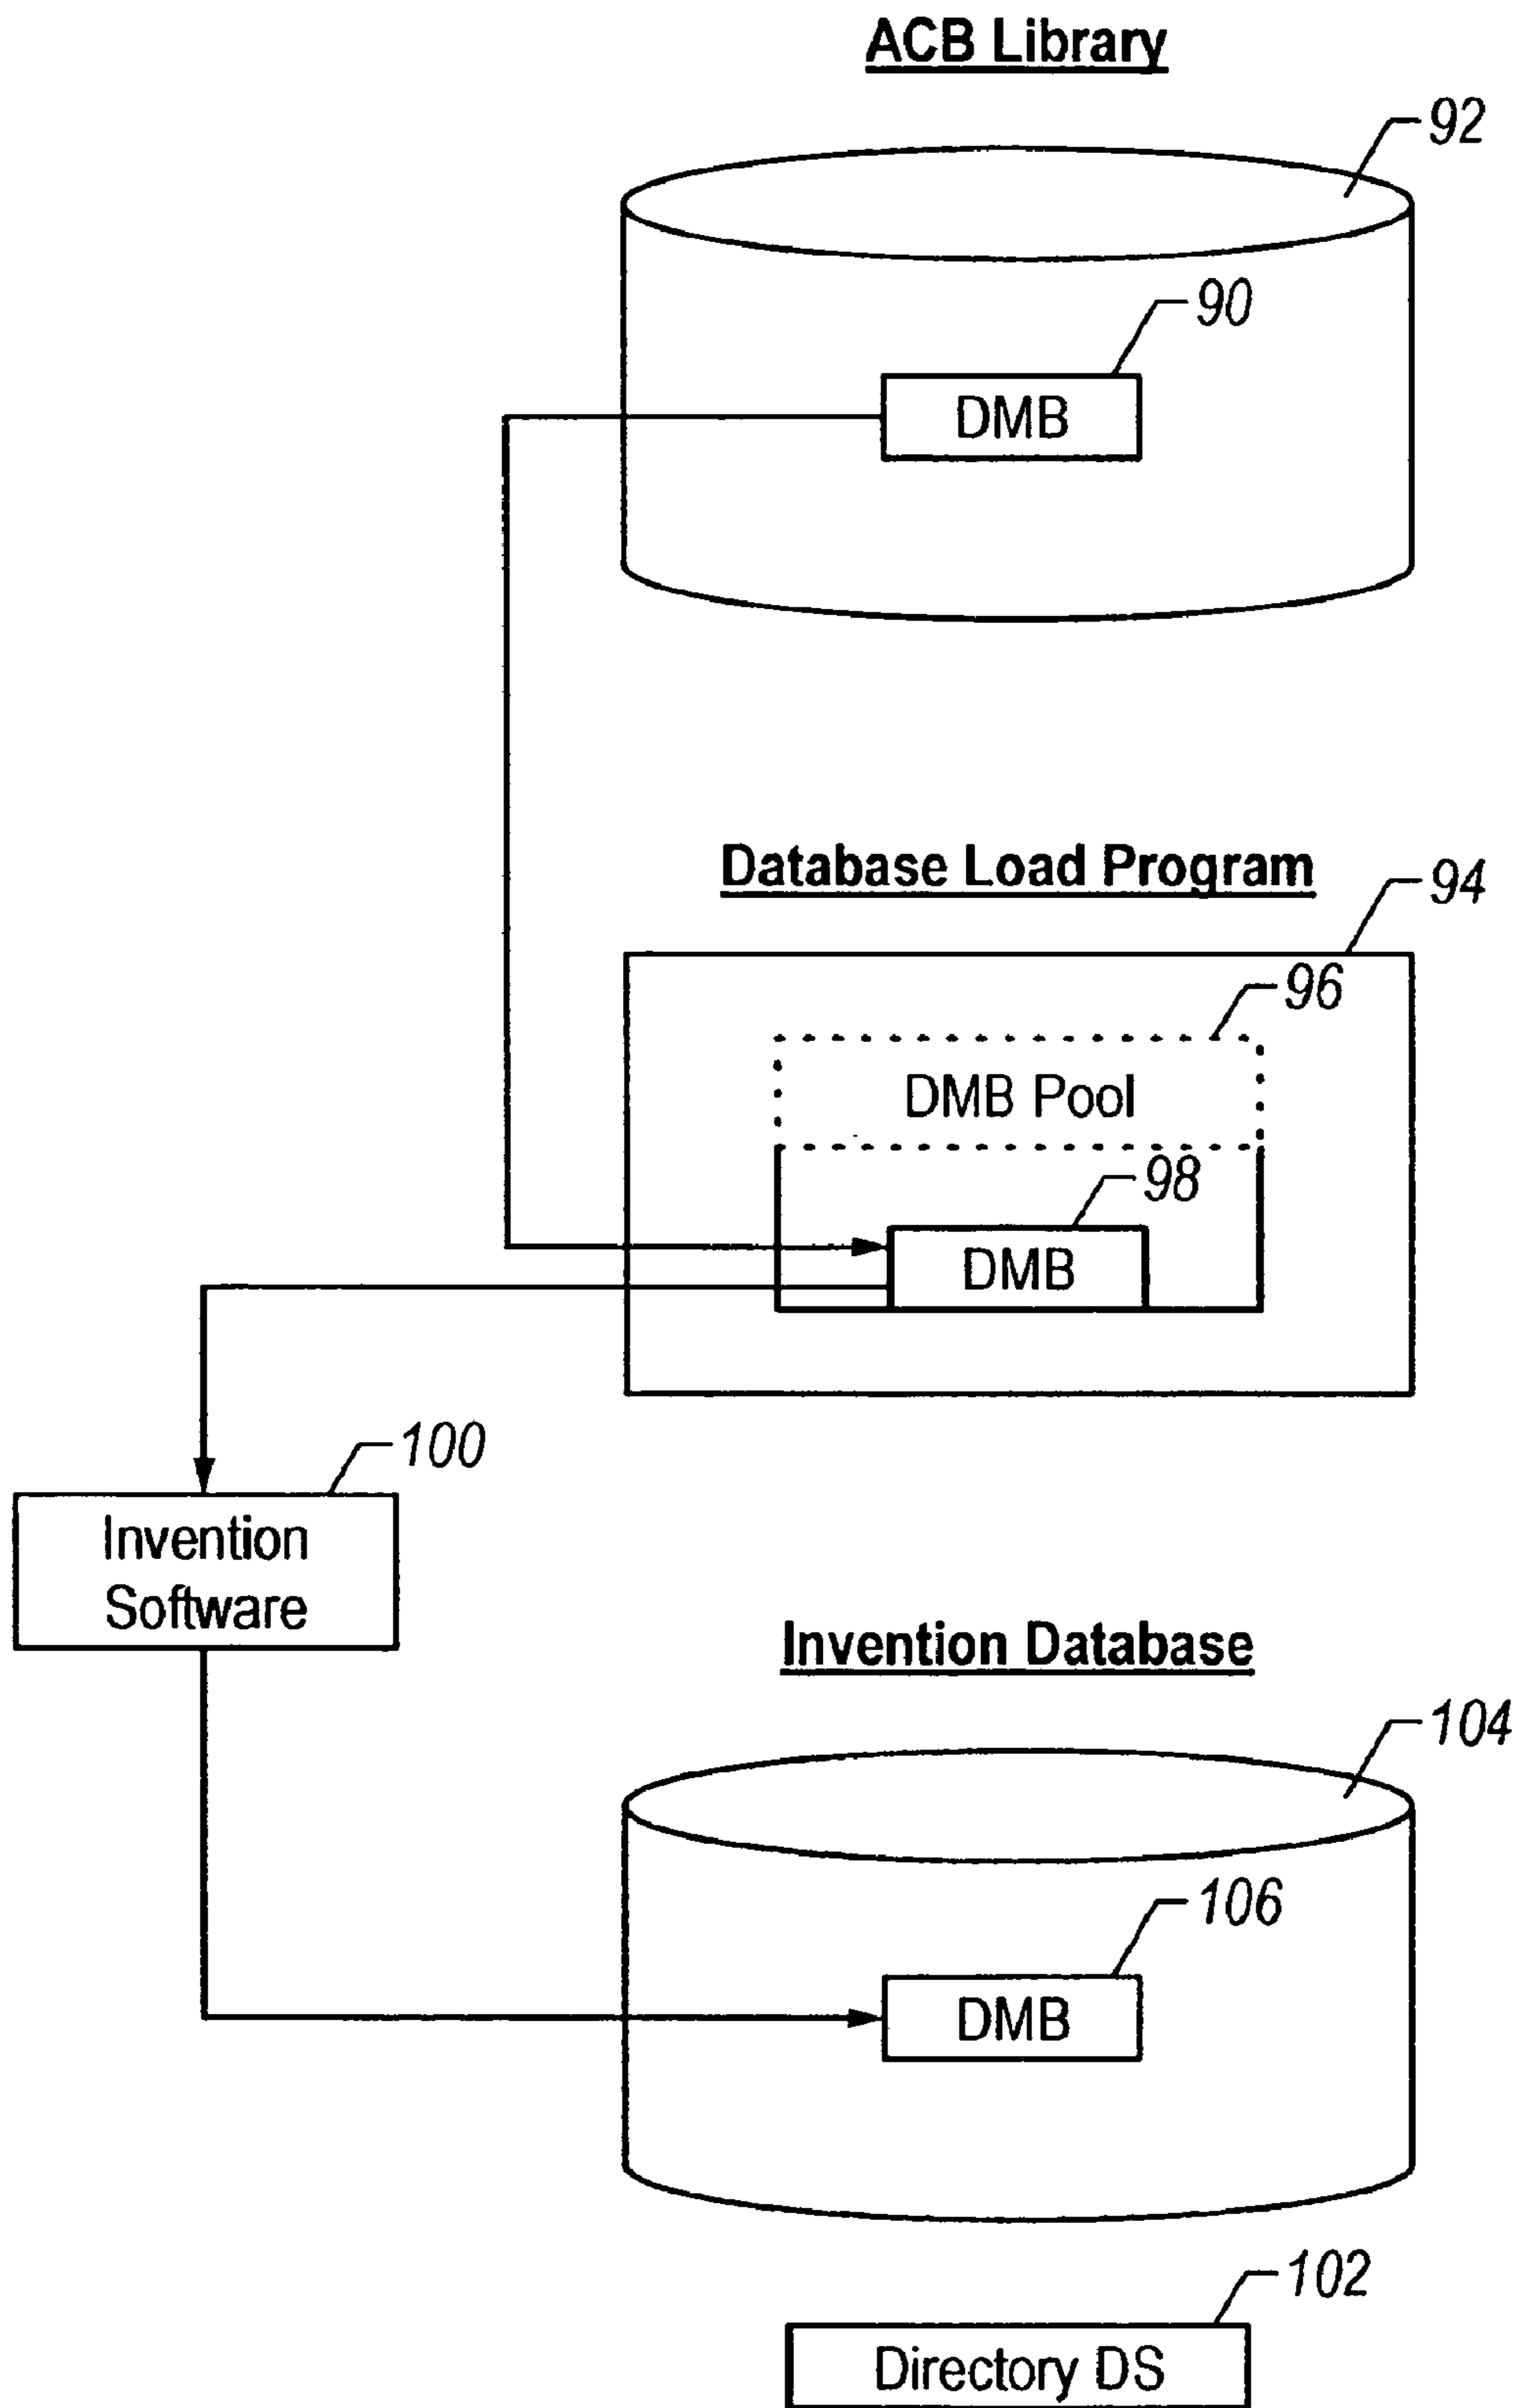 ACB Library
92
90
DMB
Database Load Program
94
96
DMB Pool
98
DMB
100
Invention
Software
Invention Database
104
106
DMB
102
Directory DS